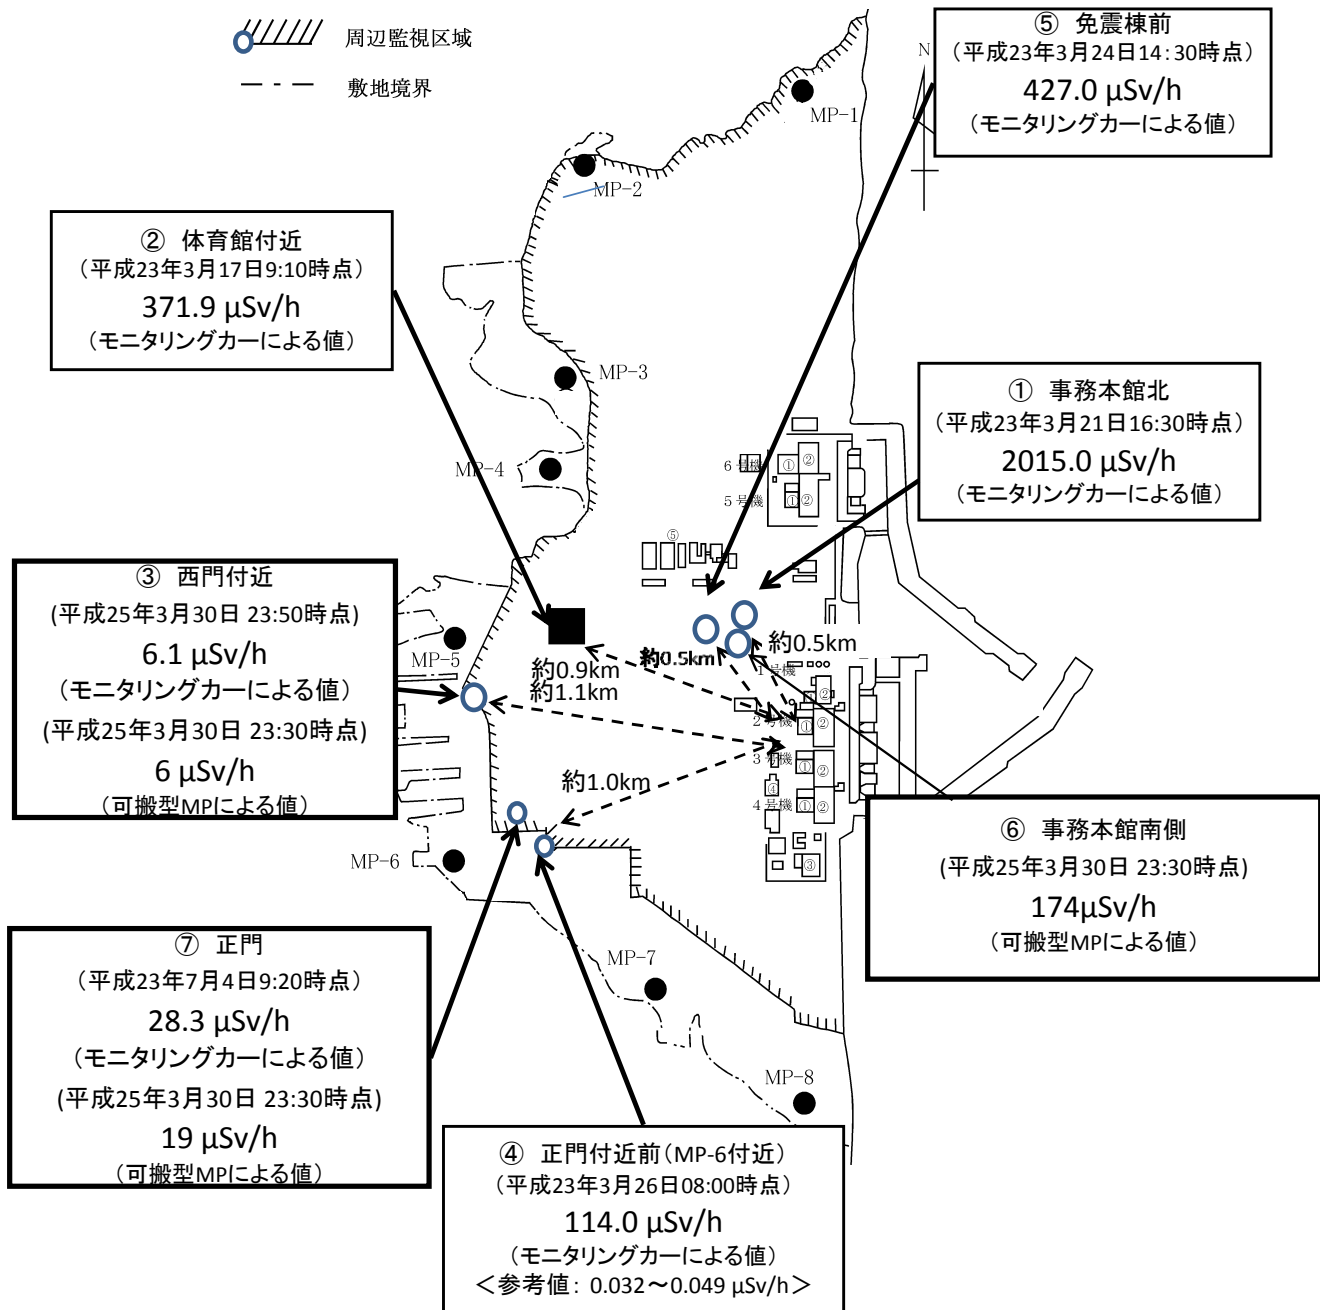 周辺監視区域
敷地境界
⑤ 免震棟前
（平成23年3月24日14：30時点）
427.0 μSv/h
（モニタリングカーによる値）
N
MP-1
MP-2
② 体育館付近
（平成23年3月17日9:10時点）
371.9 μSv/h
（モニタリングカーによる値）
MP-3
① 事務本館北
（平成23年3月21日16:30時点）
2015.0 μSv/h
（モニタリングカーによる値）
MP-4
6号機
①
②
5号機
①
②
⑤
③ 西門付近
(平成25年3月30日 23:50時点)
6.1 μSv/h
（モニタリングカーによる値）
(平成25年3月30日 23:30時点)
6 μSv/h
（可搬型MPによる値）
MP-5
約0.9km
約1.1km
約0.5km
約0.5km
1号機
②
2号機
①
②
3号機
①
②
約1.0km
④
4号機
①
②
③
MP-6
⑥ 事務本館南側
(平成25年3月30日 23:30時点)
174μSv/h
（可搬型MPによる値）
⑦ 正門
（平成23年7月4日9:20時点）
28.3 μSv/h
（モニタリングカーによる値）
(平成25年3月30日 23:30時点)
19 μSv/h
（可搬型MPによる値）
MP-7
MP-8
④ 正門付近前（MP-6付近）
（平成23年3月26日08:00時点）
114.0 μSv/h
（モニタリングカーによる値）
＜参考値： 0.032～0.049 μSv/h＞